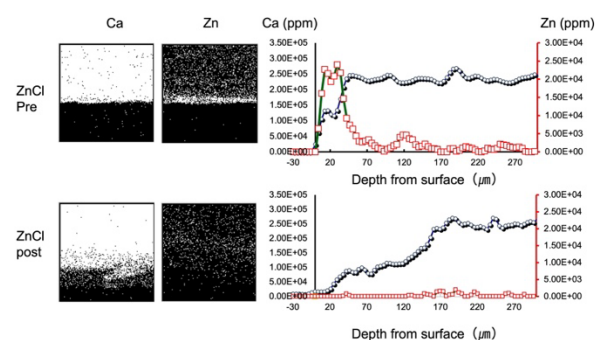 Ca Zn Ca (ppm) Zn (ppm)
ZnCl
Pre
3.50E+05
3.00E+05
2.50E+05
2.00E+05
1.50E+05
1.00E+05
5.00E+04
0.00E+00
3.00E+04
2.50E+04
2.00E+04
1.50E+04
1.00E+04
5.00E+03
0.00E+00
-30 20 70 120 170 220 270
Depth from surface (㎛)
ZnCl
post
3.50E+05
3.00E+05
2.50E+05
2.00E+05
1.50E+05
1.00E+05
5.00E+04
0.00E+00
3.00E+04
2.50E+04
2.00E+04
1.50E+04
1.00E+04
5.00E+03
0.00E+00
-30 20 70 120 170 220 270
Depth from surface (㎛)